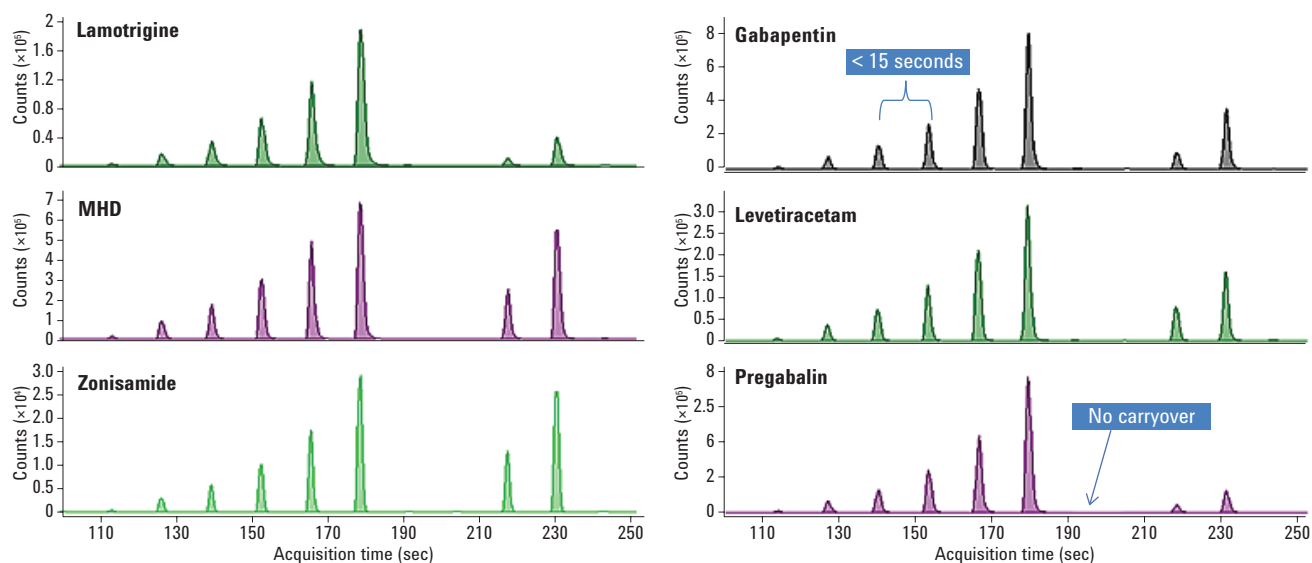 Lamotrigine
Counts (×10⁵)
2
1.6
1.2
0.8
0.4
0
MHD
Counts (×10⁵)
7
6
5
4
3
2
1
0
Zonisamide
Counts (×10⁴)
3.0
2.5
2.0
1.5
1.0
0.5
0
110 130 150 170 190 210 230 250
Acquisition time (sec)
Gabapentin
< 15 seconds
Counts (×10⁵)
8
6
4
2
0
Levetiracetam
Counts (×10⁵)
3.0
2.5
2.0
1.5
1.0
0.5
0
Pregabalin
No carryover
Counts (×10⁵)
8
2.5
6
2
0
110 130 150 170 190 210 230 250
Acquisition time (sec)